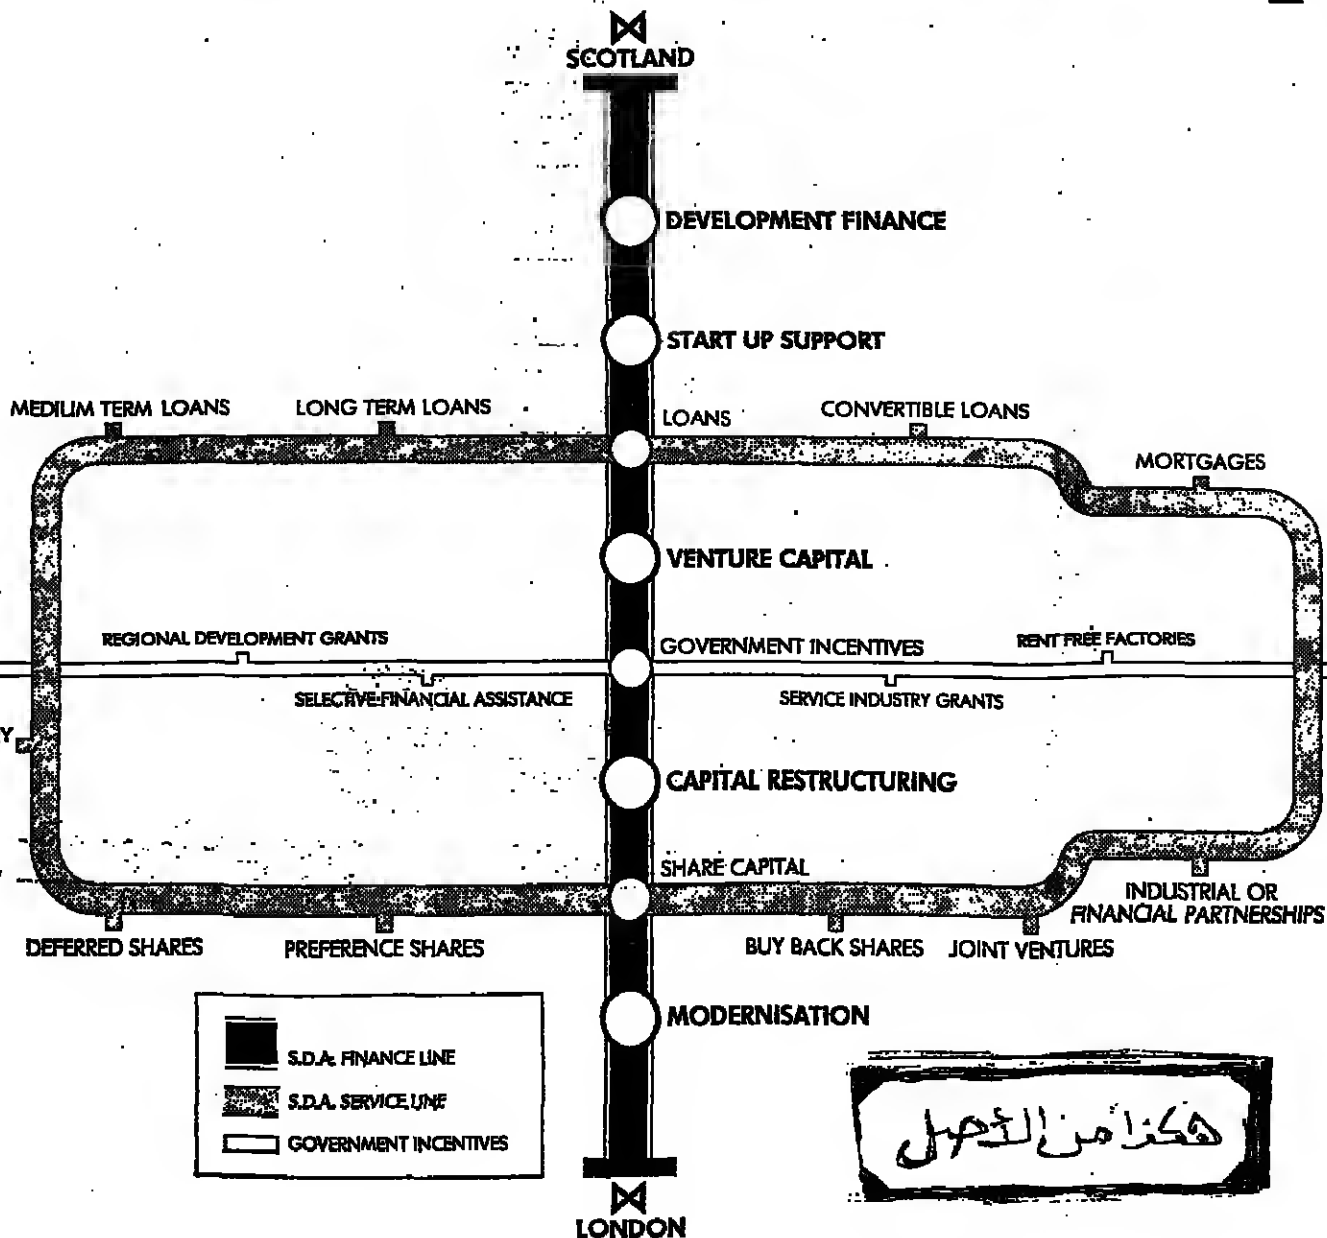 SCOTLAND
DEVELOPMENT FINANCE
START UP SUPPORT
MEDIUM TERM LOANS
LONG TERM LOANS
LOANS
CONVERTIBLE LOANS
MORTGAGES
VENTURE CAPITAL
REGIONAL DEVELOPMENT GRANTS
GOVERNMENT INCENTIVES
RENT FREE FACTORIES
SELECTIVE FINANCIAL ASSISTANCE
SERVICE INDUSTRY GRANTS
CAPITAL RESTRUCTURING
SHARE CAPITAL
INDUSTRIAL OR
FINANCIAL PARTNERSHIPS
DEFERRED SHARES
PREFERENCE SHARES
BUY BACK SHARES
JOINT VENTURES
MODERNISATION
S.D.A. FINANCE LINE
S.D.A. SERVICE LINE
GOVERNMENT INCENTIVES
هكذا من الأصل
LONDON